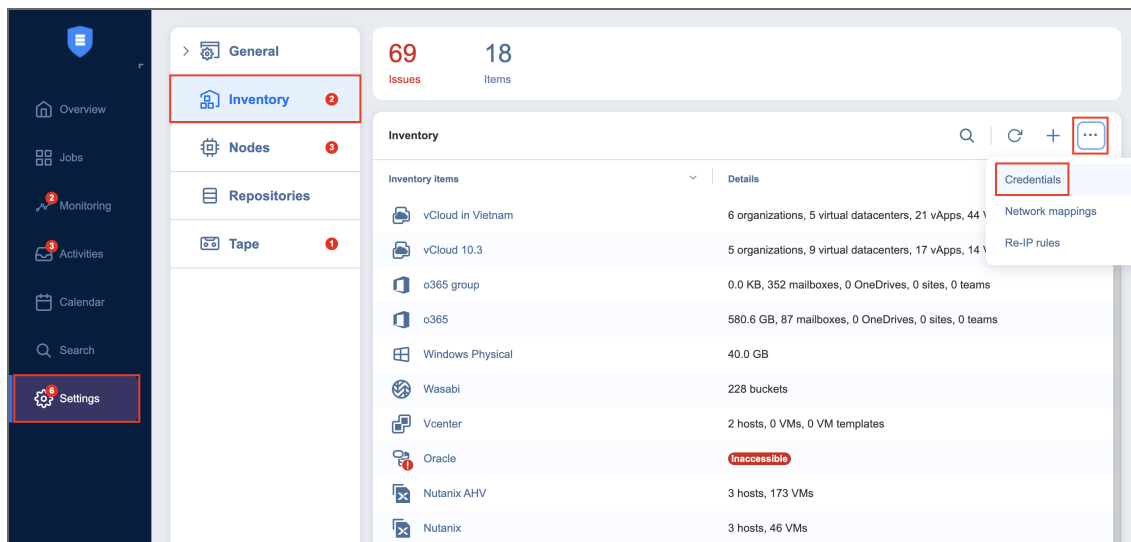 Overview
Jobs
2
Monitoring
3
Activities
Calendar
Search
6
Settings
General
Inventory 2
Nodes 3
Repositories
Tape 1
69 18
Issues Items
Inventory
Inventory items Details
Credentials
Network mappings
Re-IP rules
vCloud in Vietnam 6 organizations, 5 virtual datacenters, 21 vApps, 44
vCloud 10.3 5 organizations, 9 virtual datacenters, 17 vApps, 14
o365 group 0.0 KB, 352 mailboxes, 0 OneDrives, 0 sites, 0 teams
o365 580.6 GB, 87 mailboxes, 0 OneDrives, 0 sites, 0 teams
Windows Physical 40.0 GB
Wasabi 228 buckets
Vcenter 2 hosts, 0 VMs, 0 VM templates
Oracle Inaccessible
Nutanix AHV 3 hosts, 173 VMs
Nutanix 3 hosts, 46 VMs